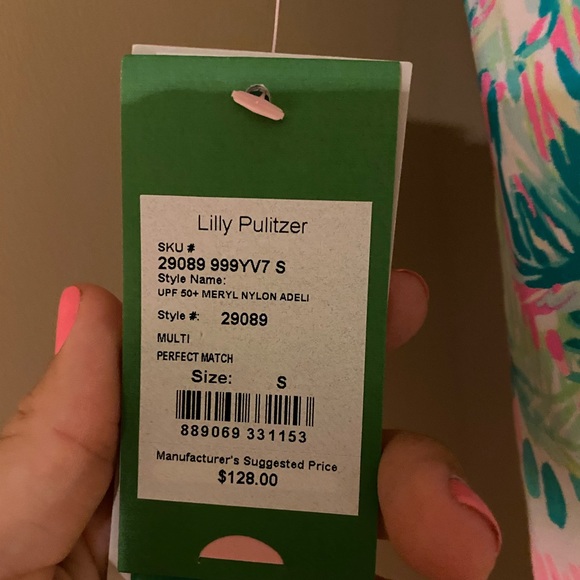 Lilly Pulitzer
SKU #
29089 999YV7 S
Style Name:
UPF 50+ MERYL NYLON ADELI
Style #: 29089
MULTI
PERFECT MATCH
Size: S
889069 331153
Manufacturer's Suggested Price
$128.00